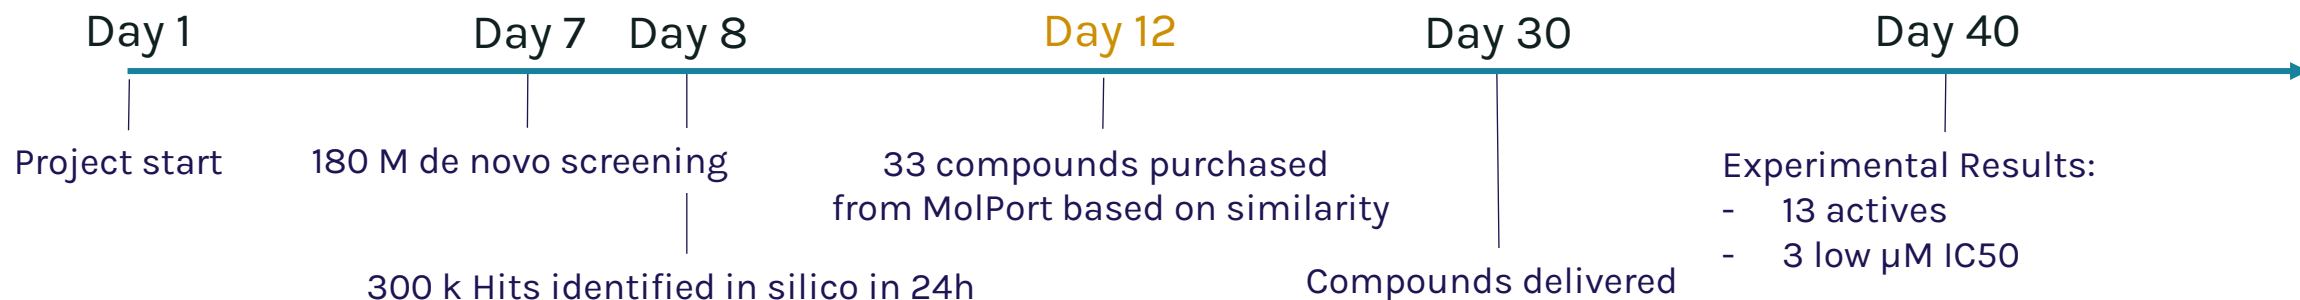 Day 1
Day 7
Day 8
Day 12
Day 30
Day 40
Project start
180 M de novo screening
300 k Hits identified in silico in 24h
33 compounds purchased
from MolPort based on similarity
Compounds delivered
Experimental Results:
- 13 actives
- 3 low µM IC50